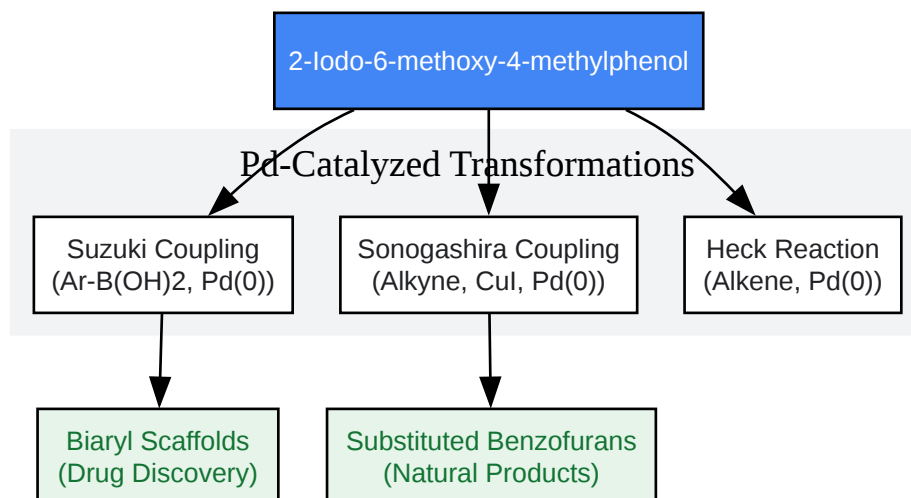 2-Iodo-6-methoxy-4-methylphenol
Pd-Catalyzed Transformations
Suzuki Coupling
(Ar-B(OH)2, Pd(0))
Sonogashira Coupling
(Alkyne, CuI, Pd(0))
Heck Reaction
(Alkene, Pd(0))
Biaryl Scaffolds
(Drug Discovery)
Substituted Benzofurans
(Natural Products)